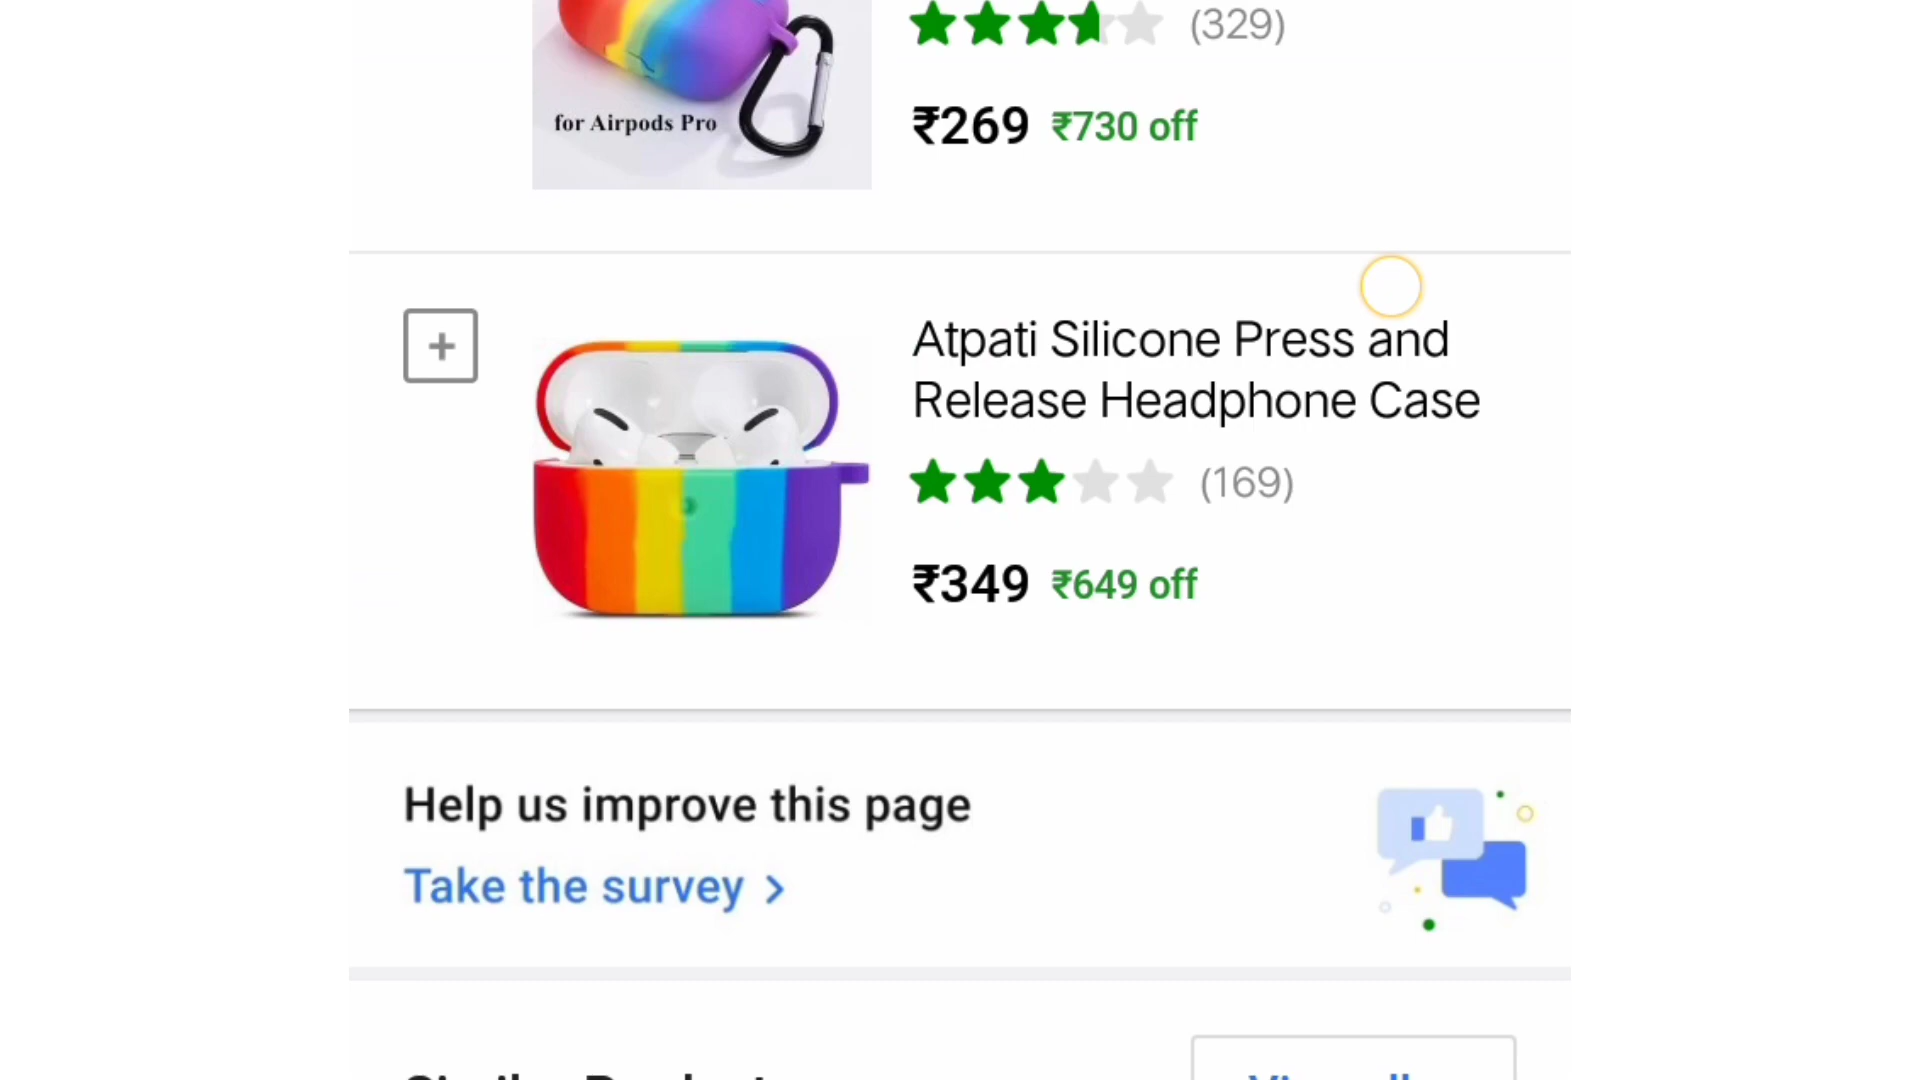 (329)
₹269 ₹730 off
for Airpods Pro
Atpati Silicone Press and
Release Headphone Case
(169)
₹349 ₹649 off
Help us improve this page
Take the survey >